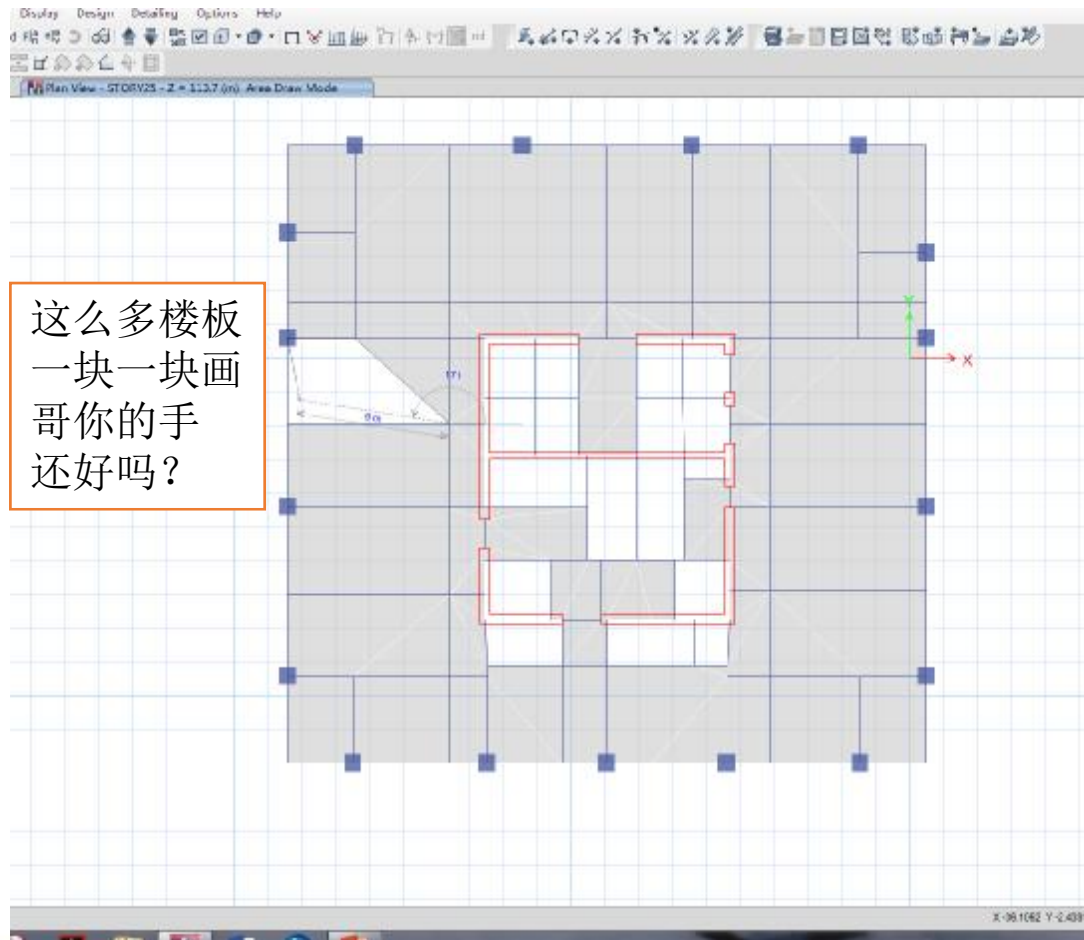 Display Design Detailing Options Help
Plan View - STORY25 - Z = 113.7 (m) Area Draw Mode
这么多楼板
一块一块画
哥你的手
还好吗？
Y
X